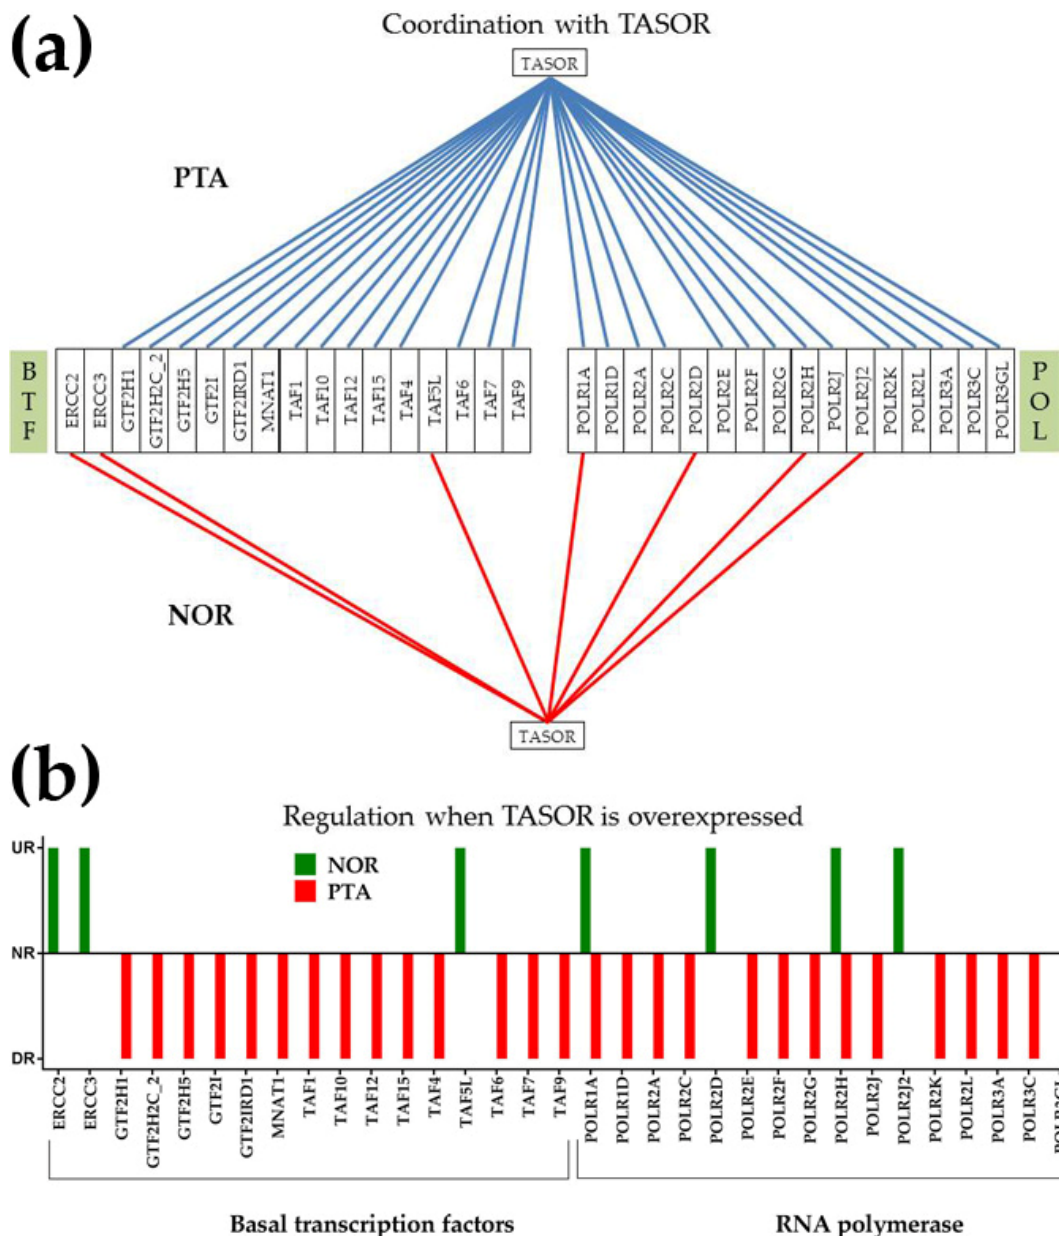 (a)
Coordination with TASOR
TASOR
PTA
BTF
ERCC2
ERCC3
GTF2H1
GTF2H2C_2
GTF2H5
GTF2I
GTF2IRD1
MNAT1
TAF1
TAF10
TAF12
TAF15
TAF4
TAF5L
TAF6
TAF7
TAF9
POLR1A
POLR1D
POLR2A
POLR2C
POLR2D
POLR2E
POLR2F
POLR2G
POLR2H
POLR2J
POLR2J2
POLR2K
POLR2L
POLR3A
POLR3C
POLR3GL
POL
NOR
TASOR
(b)
Regulation when TASOR is overexpressed
UR
NOR
PTA
NR
DR
ERCC2
ERCC3
GTF2H1
GTF2H2C_2
GTF2H5
GTF2I
GTF2IRD1
MNAT1
TAF1
TAF10
TAF12
TAF15
TAF4
TAF5L
TAF6
TAF7
TAF9
POLR1A
POLR1D
POLR2A
POLR2C
POLR2D
POLR2E
POLR2F
POLR2G
POLR2H
POLR2J
POLR2J2
POLR2K
POLR2L
POLR3A
POLR3C
Basal transcription factors
RNA polymerase